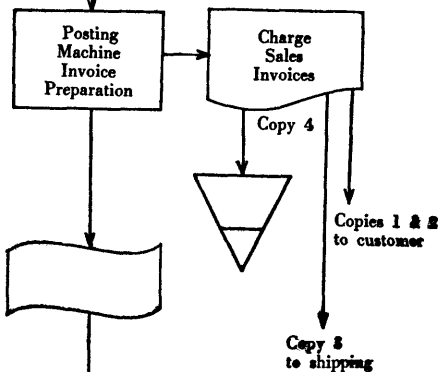 Posting
Machine
Invoice
Preparation
Charge
Sales
Invoices
Copy 4
Copies 1 & 2
to customer
Copy 3
to shipping